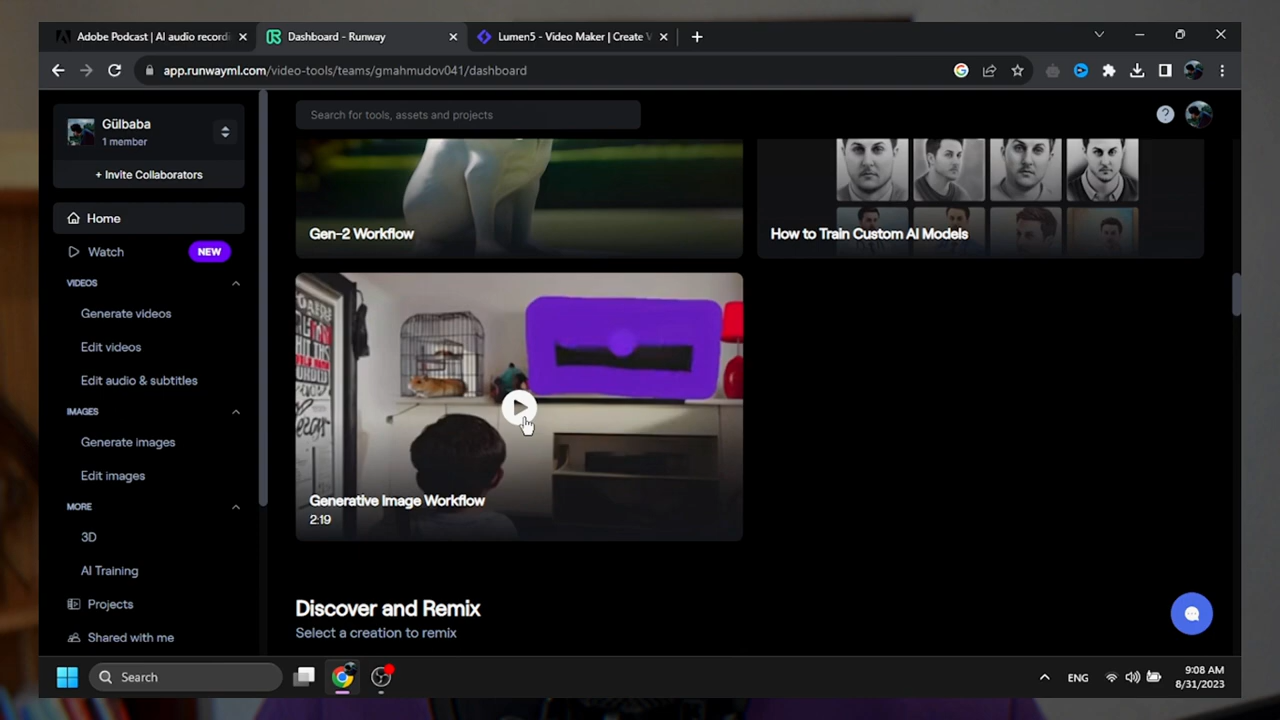 Adobe Podcast | AI audio recordi
Dashboard - Runway
Lumen5 - Video Maker | Create V
app.runwayml.com/video-tools/teams/gmahmudov041/dashboard
Gülbaba
1 member
+ Invite Collaborators
Home
Watch
NEW
VIDEOS
Generate videos
Edit videos
Edit audio & subtitles
IMAGES
Generate images
Edit images
MORE
3D
AI Training
Projects
Shared with me
Search for tools, assets and projects
?
Gen-2 Workflow
How to Train Custom AI Models
Generative Image Workflow
2:19
Discover and Remix
Select a creation to remix
Search
ENG
9:08 AM
8/31/2023